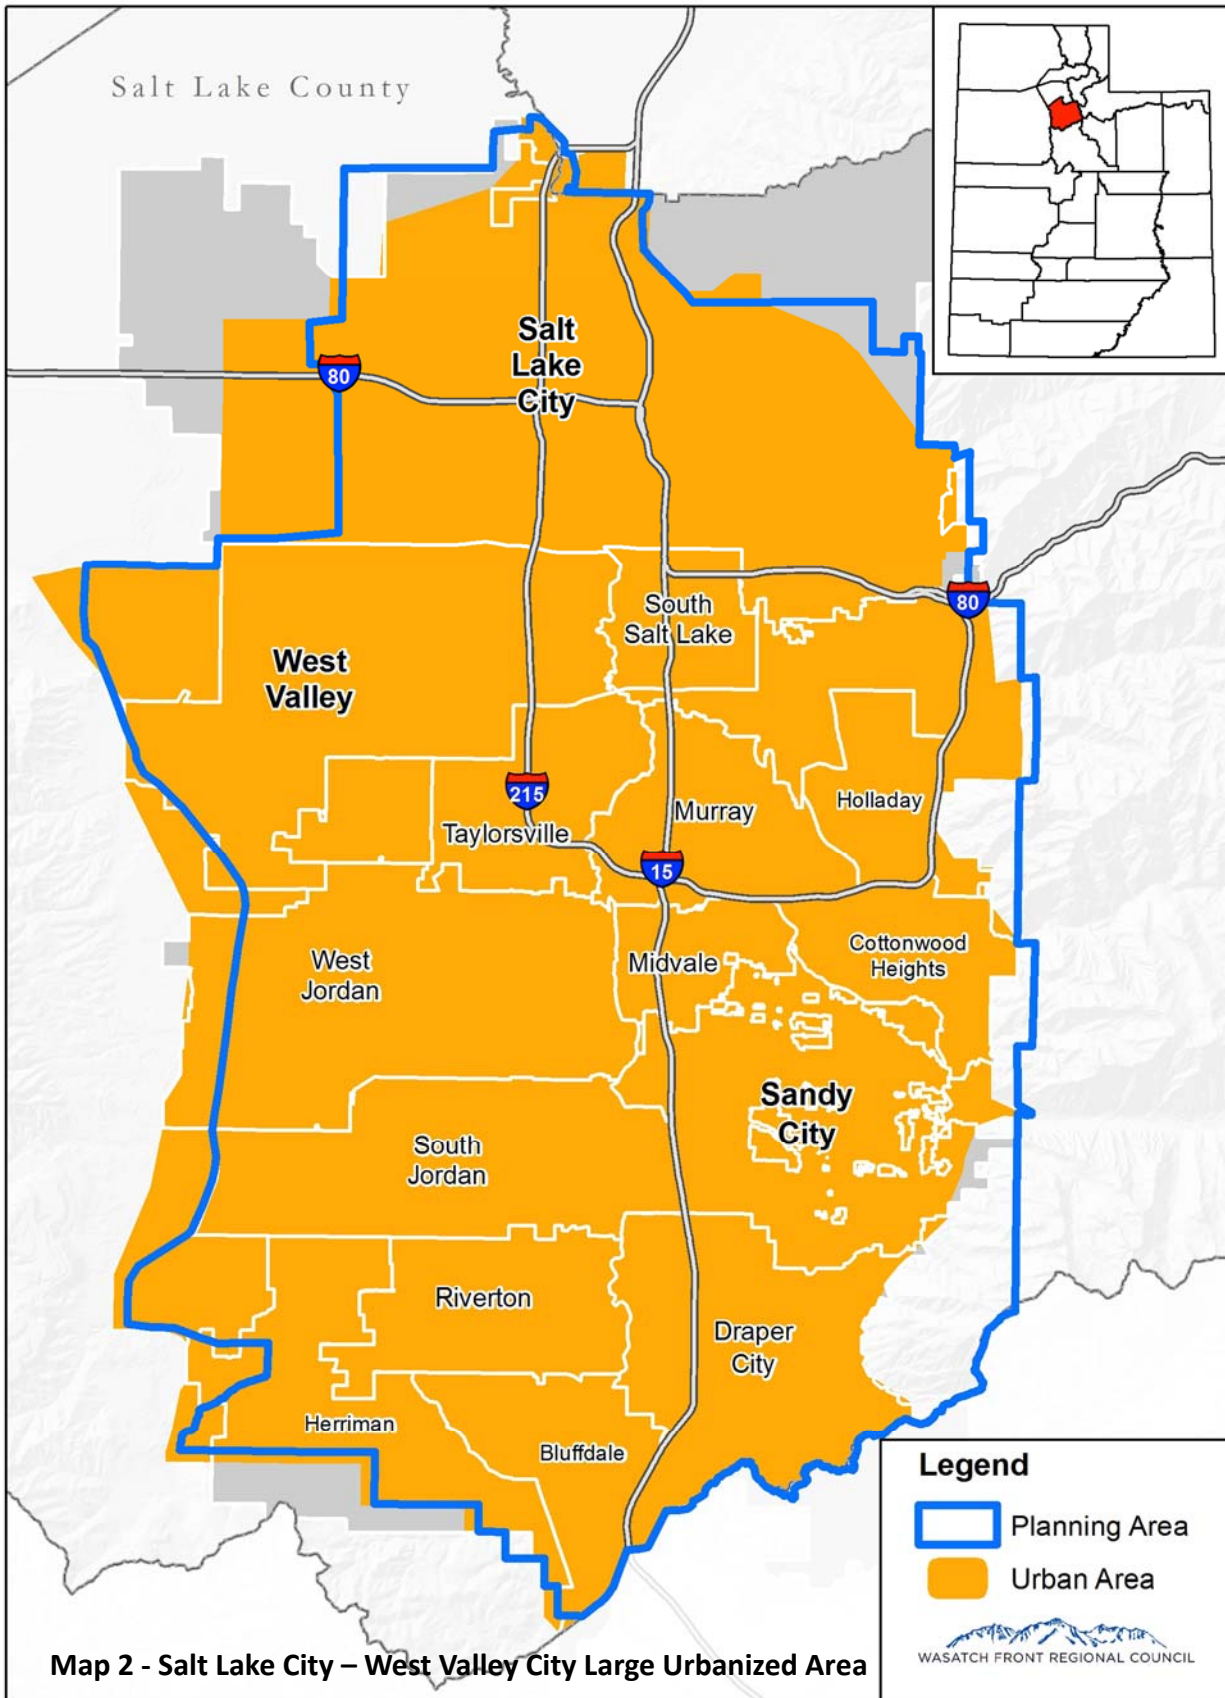 Salt Lake County
Salt
Lake
City
80
South
Salt Lake
80
West
Valley
215
Taylorsville
Murray
Holladay
15
West
Jordan
Midvale
Cottonwood
Heights
Sandy
City
South
Jordan
Riverton
Draper
City
Herriman
Bluffdale
Legend
Planning Area
Urban Area
WASATCH FRONT REGIONAL COUNCIL
Map 2 - Salt Lake City – West Valley City Large Urbanized Area